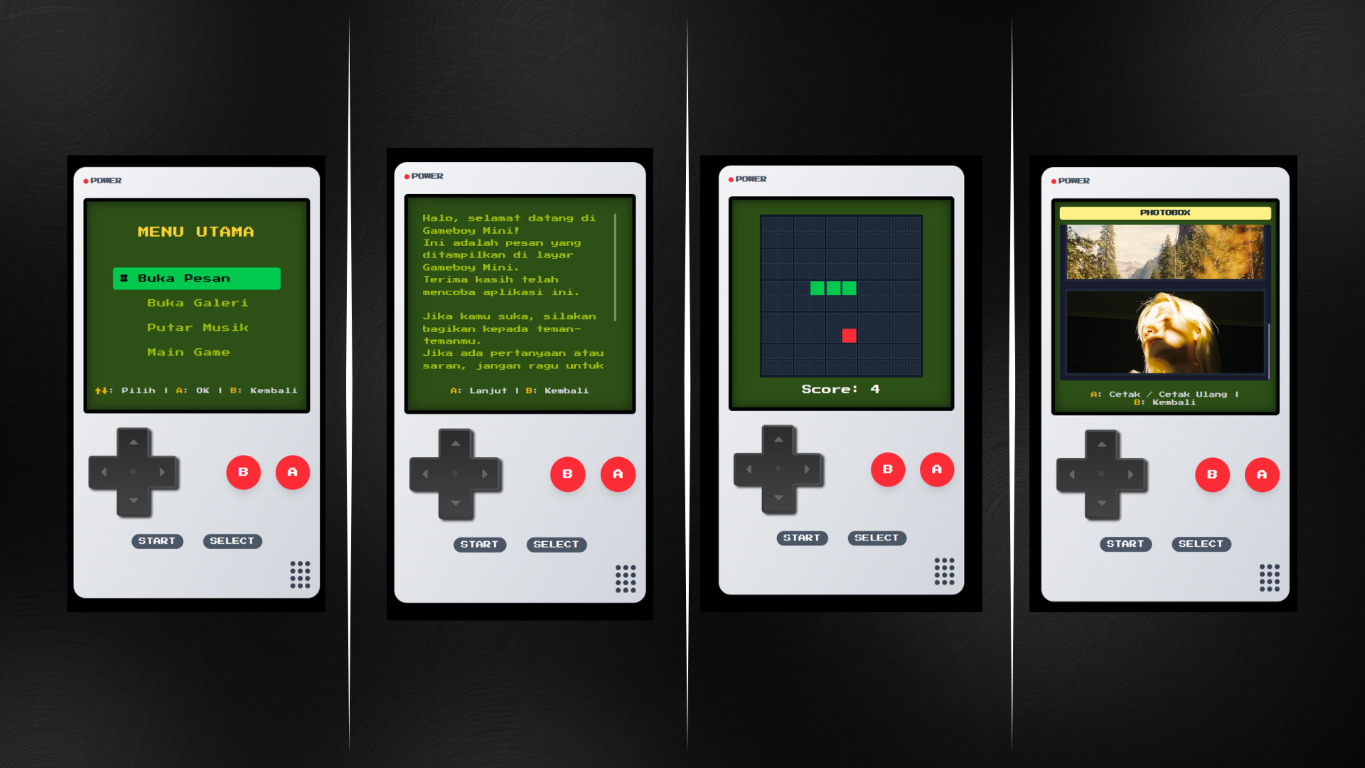 POWER
MENU UTAMA
# Buka Pesan
Buka Galeri
Putar Musik
Main Game
↑↓: Pilih | A: OK | B: Kembali
B
A
START
SELECT
POWER
Halo, selamat datang di
Gameboy Mini!
Ini adalah pesan yang
ditampilkan di layar
Gameboy Mini.
Terima kasih telah
mencoba aplikasi ini.
Jika kamu suka, silakan
bagikan kepada teman-
temanmu.
Jika ada pertanyaan atau
saran, jangan ragu untuk
A: Lanjut | B: Kembali
B
A
START
SELECT
POWER
Score: 4
B
A
START
SELECT
POWER
PHOTOBOX
A: Cetak / Cetak Ulang |
B: Kembali
B
A
START
SELECT